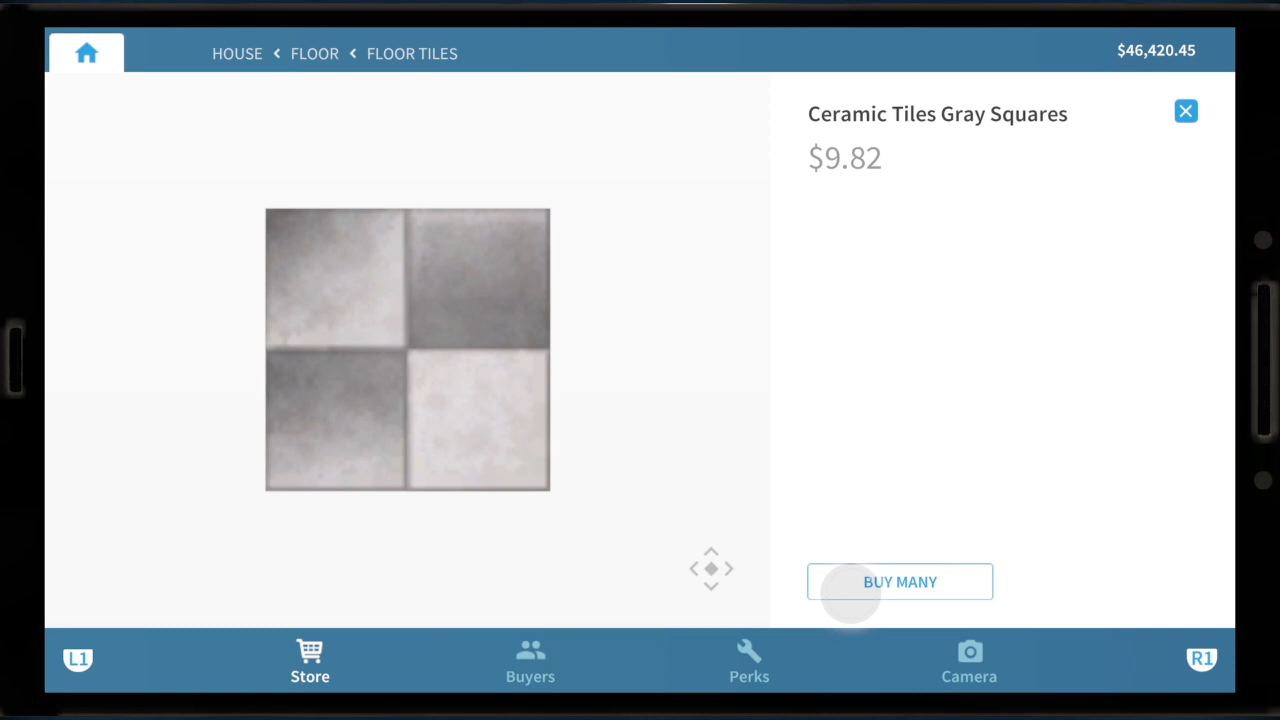 HOUSE < FLOOR < FLOOR TILES
$46,420.45
Ceramic Tiles Gray Squares
$9.82
BUY MANY
L1
Store
Buyers
Perks
Camera
R1